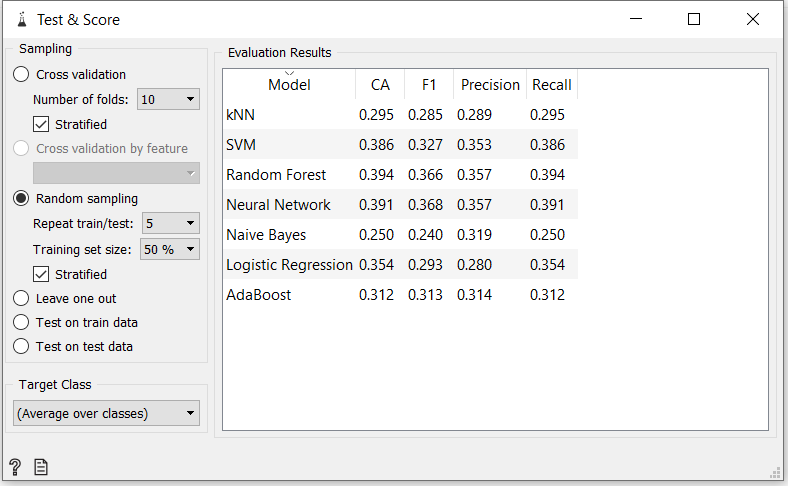 Test & Score
Sampling
Cross validation
Number of folds: 10
Stratified
Cross validation by feature
Random sampling
Repeat train/test: 5
Training set size: 50 %
Stratified
Leave one out
Test on train data
Test on test data
Target Class
(Average over classes)
Evaluation Results
Model CA F1 Precision Recall
kNN 0.295 0.285 0.289 0.295
SVM 0.386 0.327 0.353 0.386
Random Forest 0.394 0.366 0.357 0.394
Neural Network 0.391 0.368 0.357 0.391
Naive Bayes 0.250 0.240 0.319 0.250
Logistic Regression 0.354 0.293 0.280 0.354
AdaBoost 0.312 0.313 0.314 0.312
?